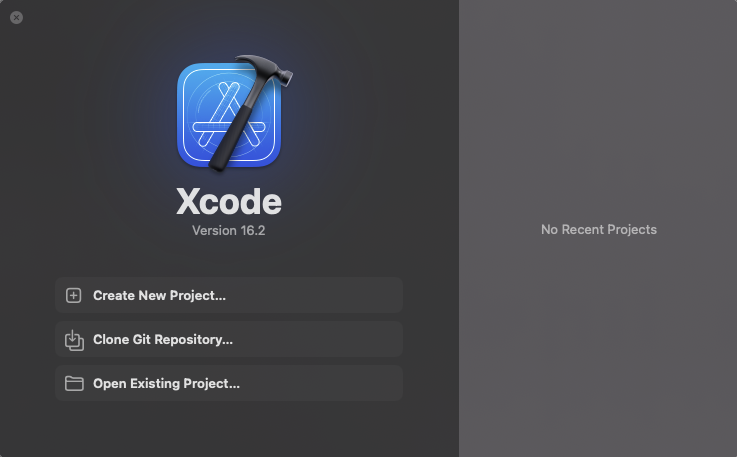 Xcode
Version 16.2
Create New Project...
Clone Git Repository...
Open Existing Project...
No Recent Projects